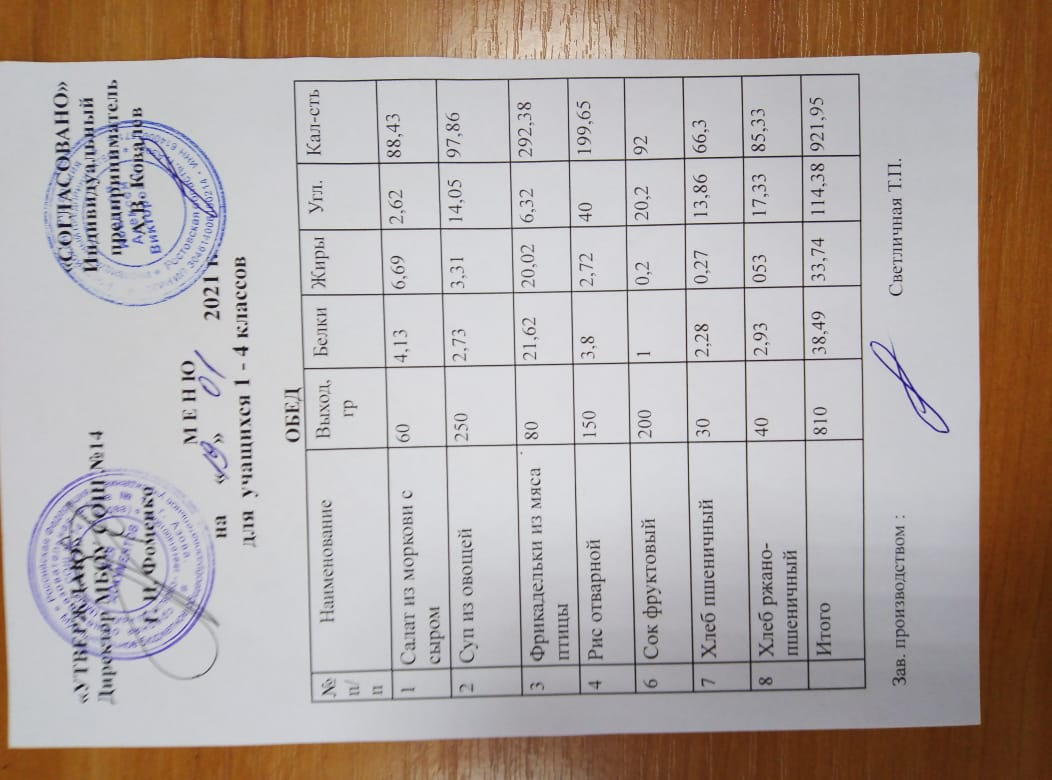 «УТВЕРЖДАЮ» «СОГЛАСОВАНО»
Директор МБОУ СОШ №14 Индивидуальный
Г. И. Фоменко предприниматель
А.В. Ковалев
М Е Н Ю
на «19» 01 2021 г.
для учащихся 1 - 4 классов
ОБЕД
№ п/п Наименование Выход, гр Белки Жиры Угл. Кал-сть
1 Салат из моркови с сыром 60 4,13 6,69 2,62 88,43
2 Суп из овощей 250 2,73 3,31 14,05 97,86
3 Фрикадельки из мяса птицы 80 21,62 20,02 6,32 292,38
4 Рис отварной 150 3,8 2,72 40 199,65
6 Сок фруктовый 200 1 0,2 20,2 92
7 Хлеб пшеничный 30 2,28 0,27 13,86 66,3
8 Хлеб ржано-пшеничный 40 2,93 053 17,33 85,33
Итого 810 38,49 33,74 114,38 921,95
Зав. производством : Светличная Т.П.